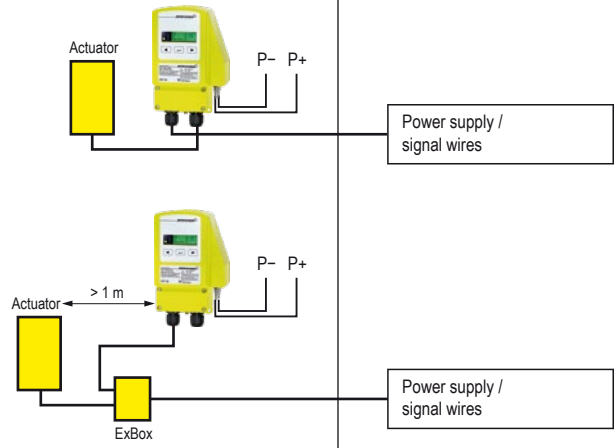 Actuator
P− P+
Power supply /
signal wires
P− P+
> 1 m
Actuator
Power supply /
signal wires
ExBox